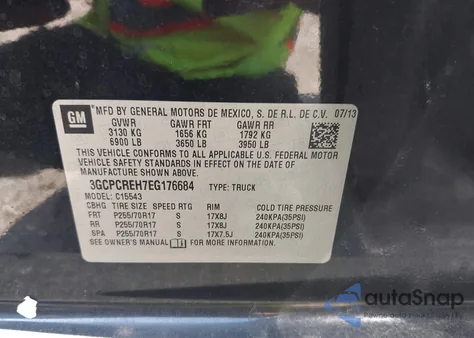 GM
MFD BY GENERAL MOTORS DE MEXICO, S. DE R.L. DE C.V. 07/13
GVWR GAWR FRT GAWR RR
3130 KG 1656 KG 1792 KG
6900 LB 3650 LB 3950 LB
THIS VEHICLE CONFORMS TO ALL APPLICABLE U.S. FEDERAL MOTOR
VEHICLE SAFETY STANDARDS IN EFFECT ON THE DATE OF
MANUFACTURE SHOWN ABOVE.
3GCPCREH7EG176684 TYPE: TRUCK
MODEL: C15543
CBHG TIRE SIZE SPEED RTG RIM COLD TIRE PRESSURE
FRT P255/70R17 S 17X8J 240KPA(35PSI)
RR P255/70R17 S 17X8J 240KPA(35PSI)
SPA P255/70R17 S 17X7.5J 240KPA(35PSI)
SEE OWNER'S MANUAL FOR MORE INFORMATION.
autoSnap